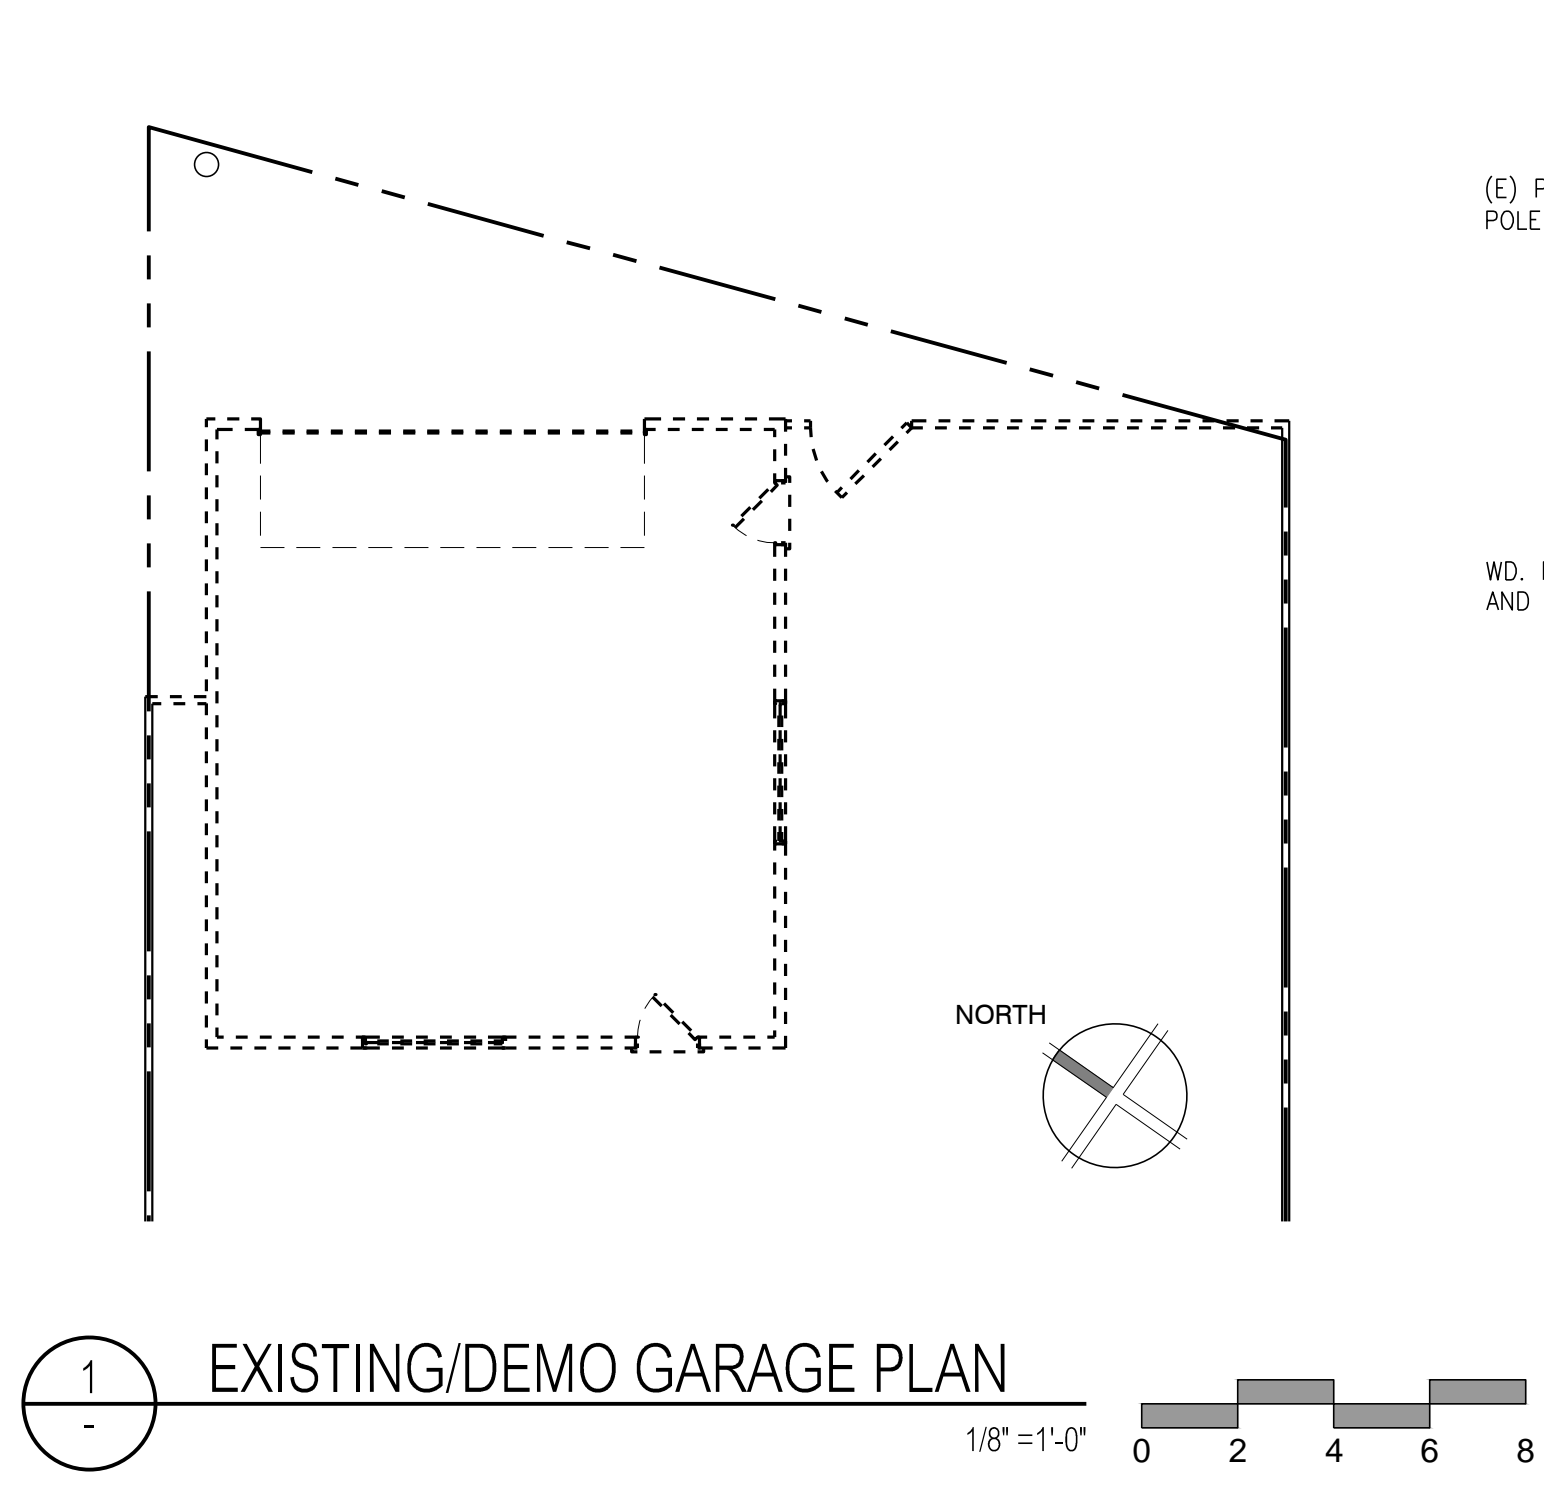 (E)
POLE
WD.
AND
NORTH
1
-
EXISTING/DEMO GARAGE PLAN
1/8" =1'-0"
0 2 4 6 8